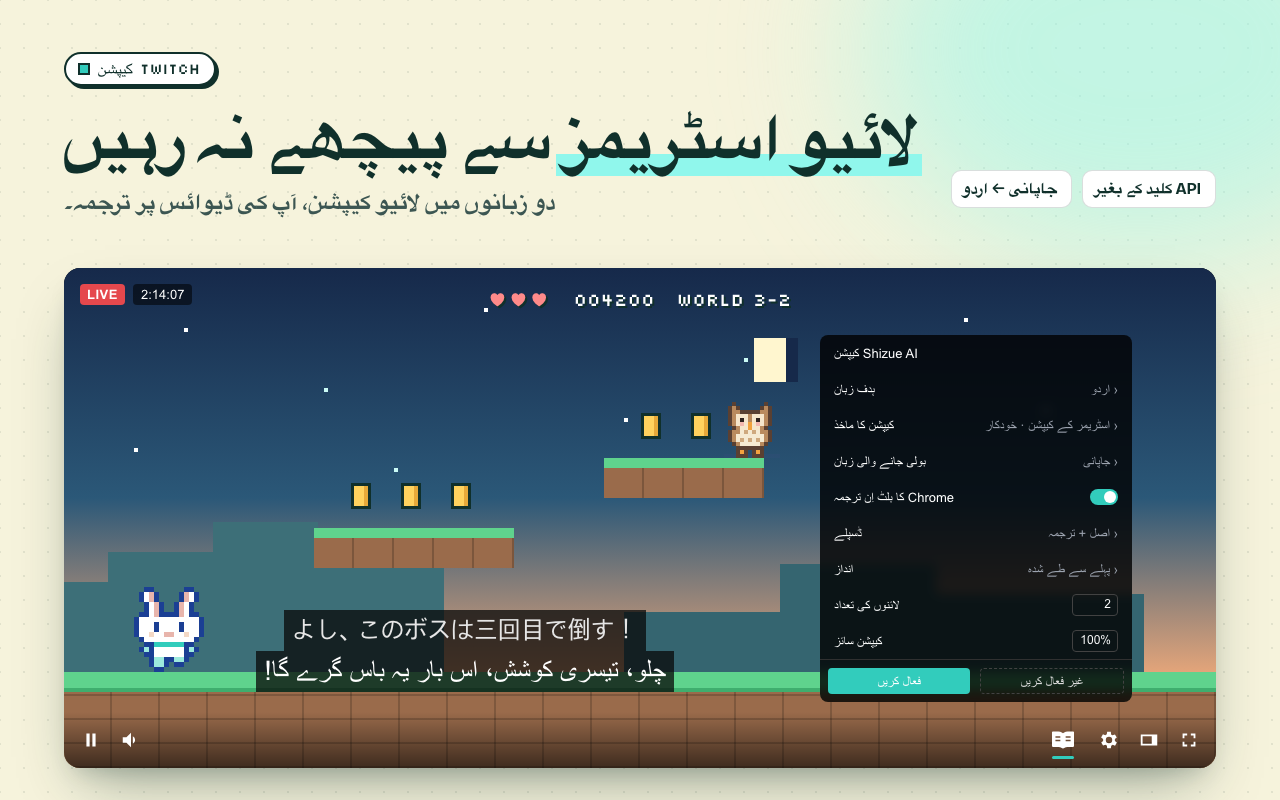 TWITCH کیپشن
لائیو اسٹریمز سے پیچھے نہ رہیں
دو زبانوں میں لائیو کیپشن، آپ کی ڈیوائس پر ترجمہ۔
جاپانی ← اردو
API کلید کے بغیر
LIVE
2:14:07
004200
WORLD 3-2
Shizue AI کیپشن
ہدف زبان
اردو ›
کیپشن کا ماخذ
اسٹریمر کے کیپشن · خودکار ›
بولی جانے والی زبان
جاپانی ›
Chrome کا بلٹ اِن ترجمہ
ڈسپلے
اصل + ترجمہ ›
انداز
پہلے سے طے شدہ ›
لائنوں کی تعداد
2
کیپشن سائز
100%
فعال کریں
غیر فعال کریں
よし、このボスは三回目で倒す！
چلو، تیسری کوشش، اس بار یہ باس گرے گا!